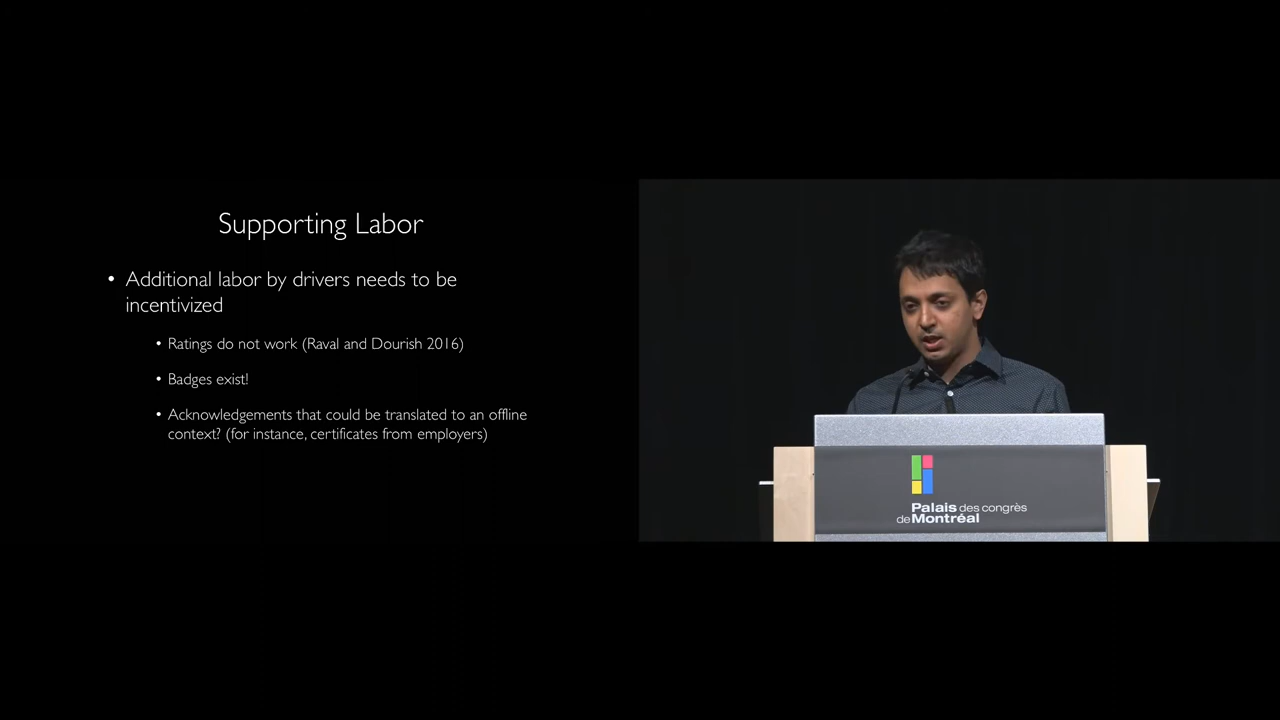 Supporting Labor
• Additional labor by drivers needs to be
incentivized
• Ratings do not work (Raval and Dourish 2016)
• Badges exist!
• Acknowledgements that could be translated to an offline
context? (for instance, certificates from employers)
Palais des congrès
de Montréal